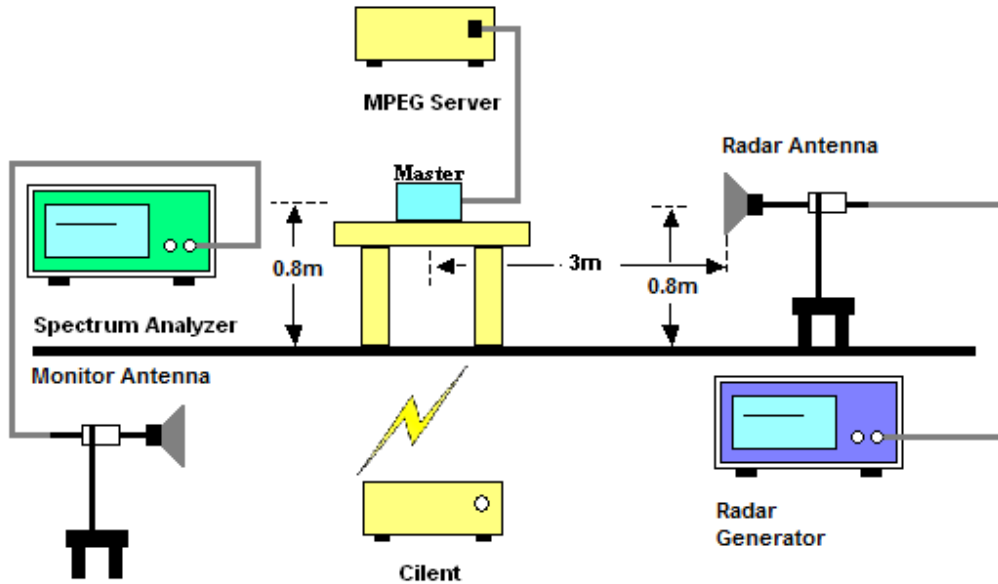 MPEG Server
Master
Radar Antenna
0.8m
3m
0.8m
Spectrum Analyzer
Monitor Antenna
Radar
Generator
Cilent